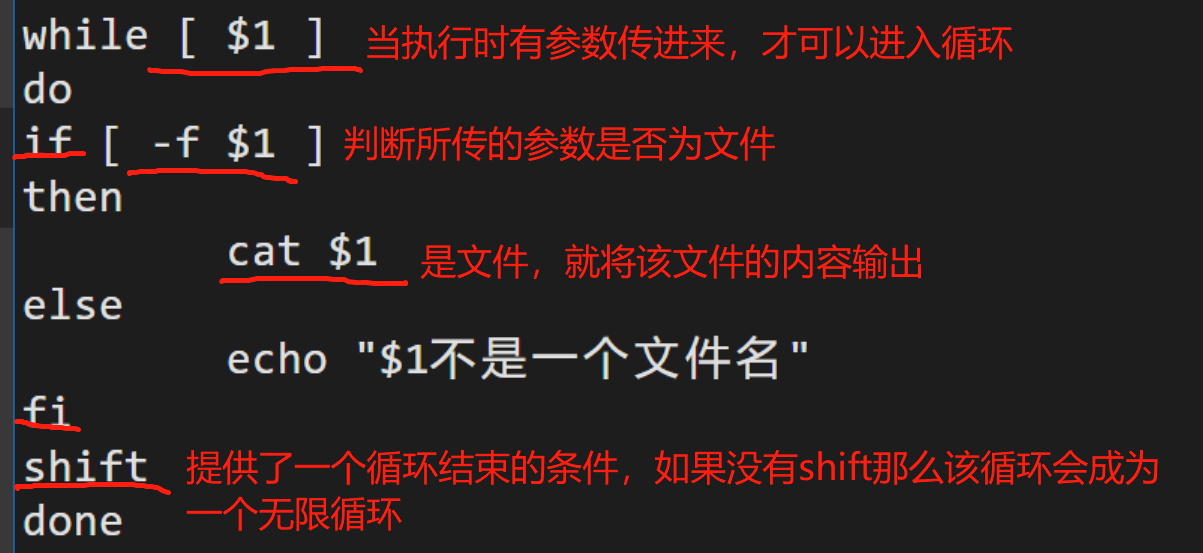 while [ $1 ] 当执行时有参数传进来，才可以进入循环
do
if [ -f $1 ] 判断所传的参数是否为文件
then
cat $1 是文件，就将该文件的内容输出
else
echo "$1不是一个文件名"
fi
shift 提供了一个循环结束的条件，如果没有shift那么该循环会成为
一个无限循环
done